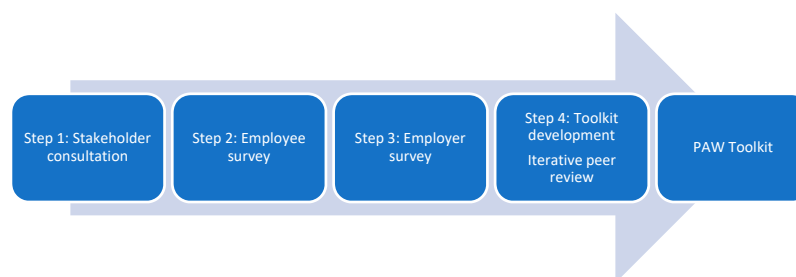 Step 1: Stakeholder
consultation
Step 2: Employee
survey
Step 3: Employer
survey
Step 4: Toolkit
development
Iterative peer
review
PAW Toolkit